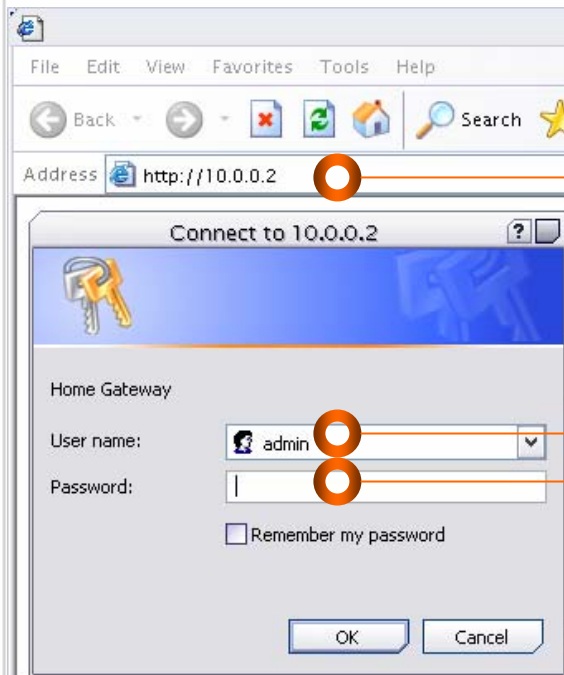 File Edit View Favorites Tools Help
Back Search
Address http://10.0.0.2
Connect to 10.0.0.2 ?
Home Gateway
User name: admin
Password:
Remember my password
OK Cancel